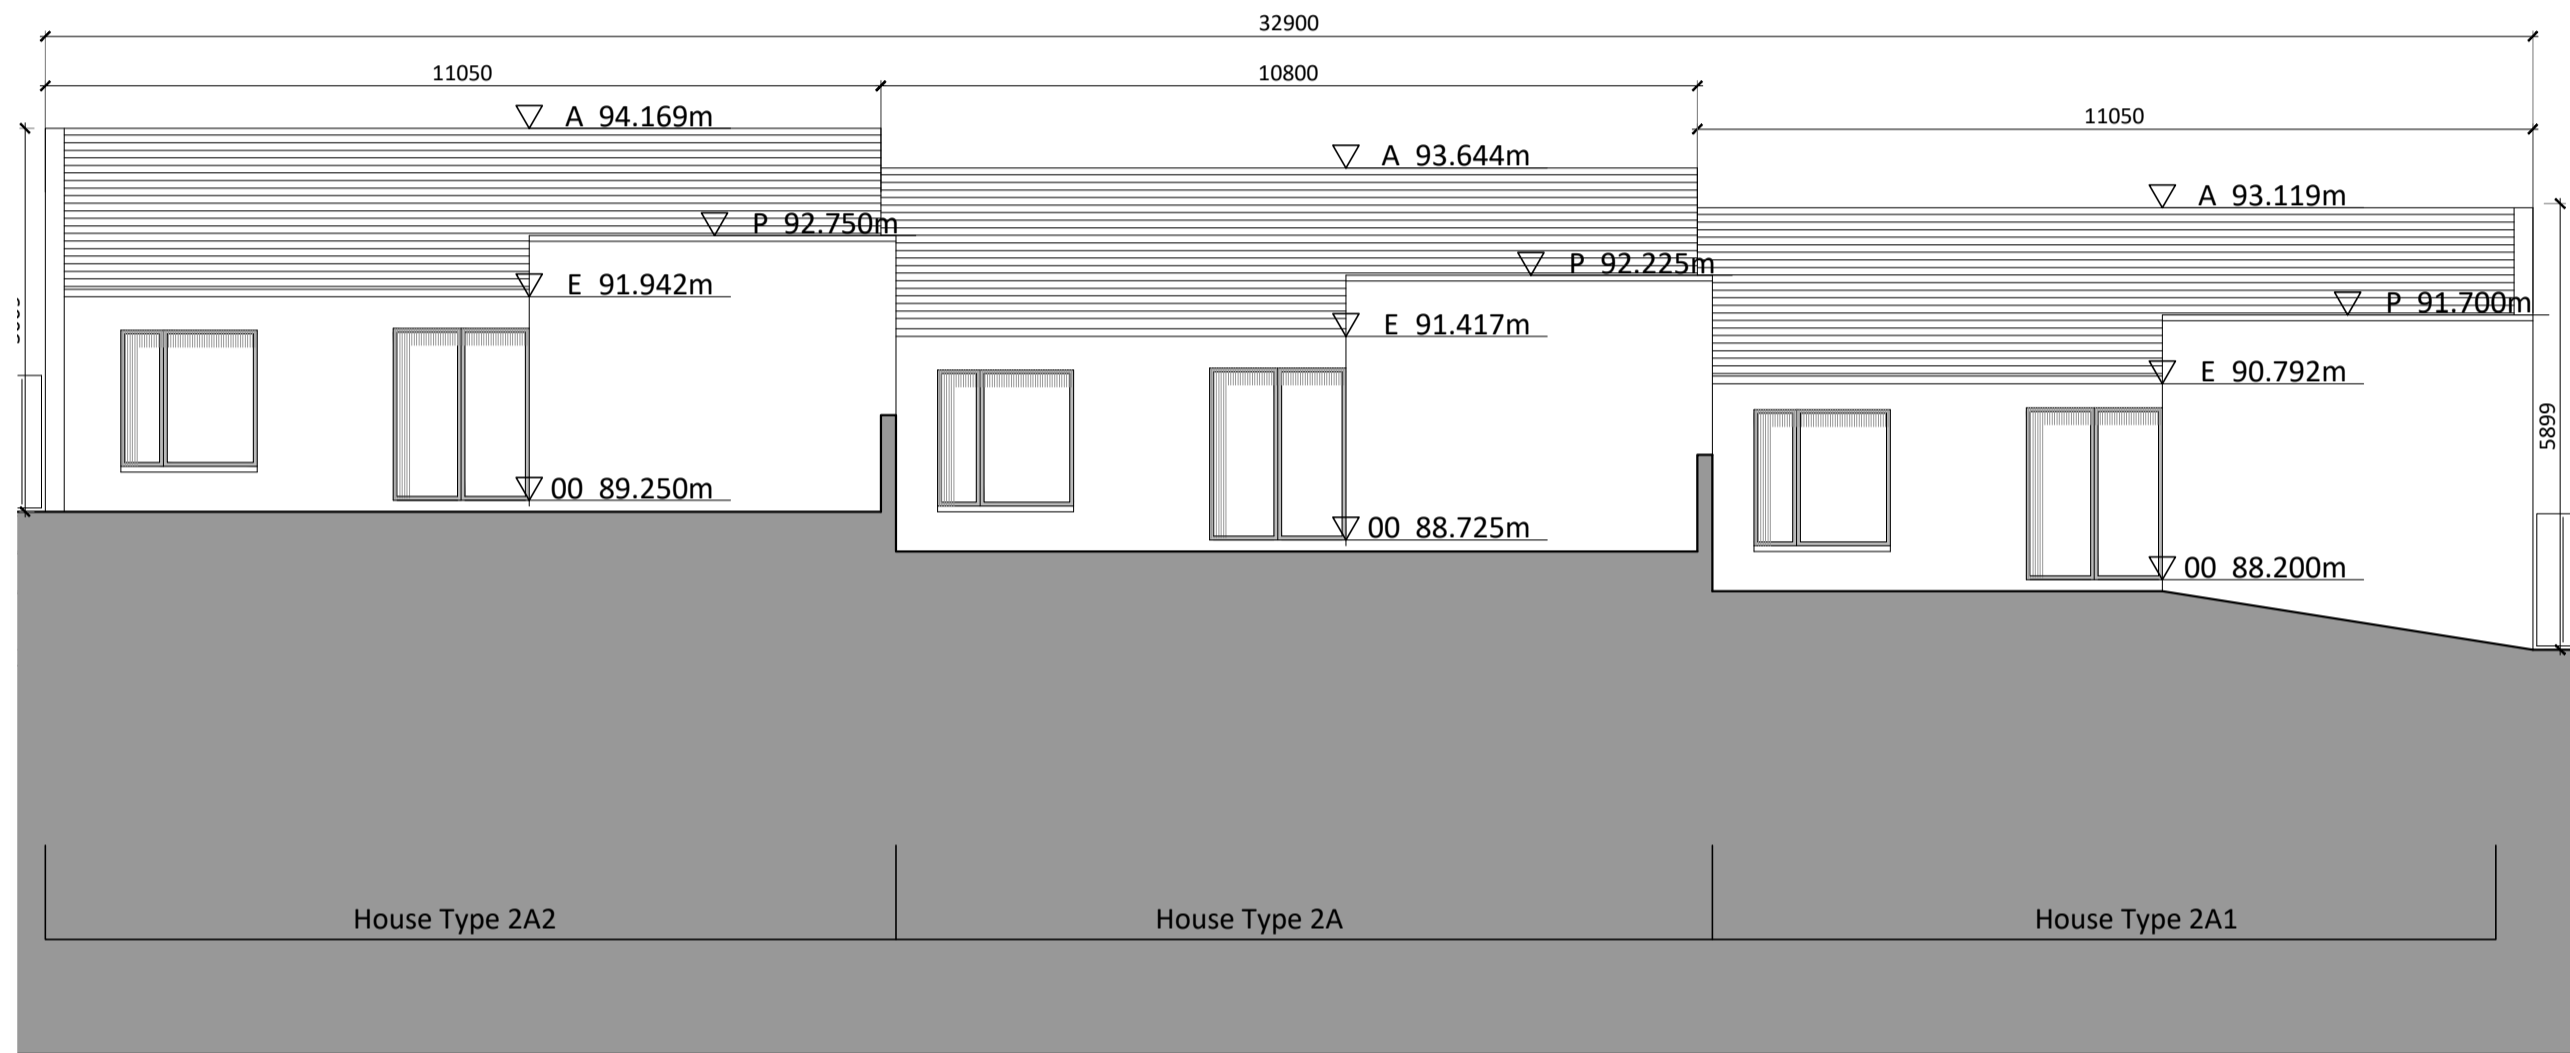 32900
11050
10800
11050
A 94.169m
A 93.644m
A 93.119m
P 92.750m
P 92.225m
P 91.700m
E 91.942m
E 91.417m
E 90.792m
5899
00 89.250m
00 88.725m
00 88.200m
House Type 2A2
House Type 2A
House Type 2A1